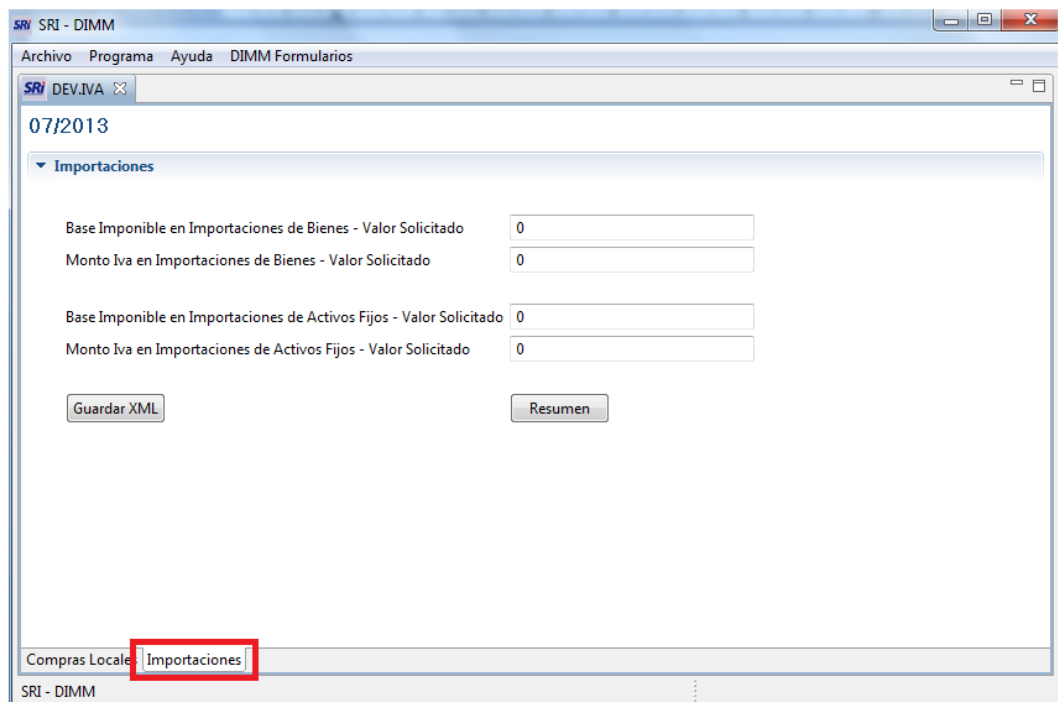 SRi SRI - DIMM
Archivo Programa Ayuda DIMM Formularios
SRi DEV.IVA
07/2013
Importaciones
Base Imponible en Importaciones de Bienes - Valor Solicitado 0
Monto Iva en Importaciones de Bienes - Valor Solicitado 0
Base Imponible en Importaciones de Activos Fijos - Valor Solicitado 0
Monto Iva en Importaciones de Activos Fijos - Valor Solicitado 0
Guardar XML Resumen
Compras Locales Importaciones
SRI - DIMM